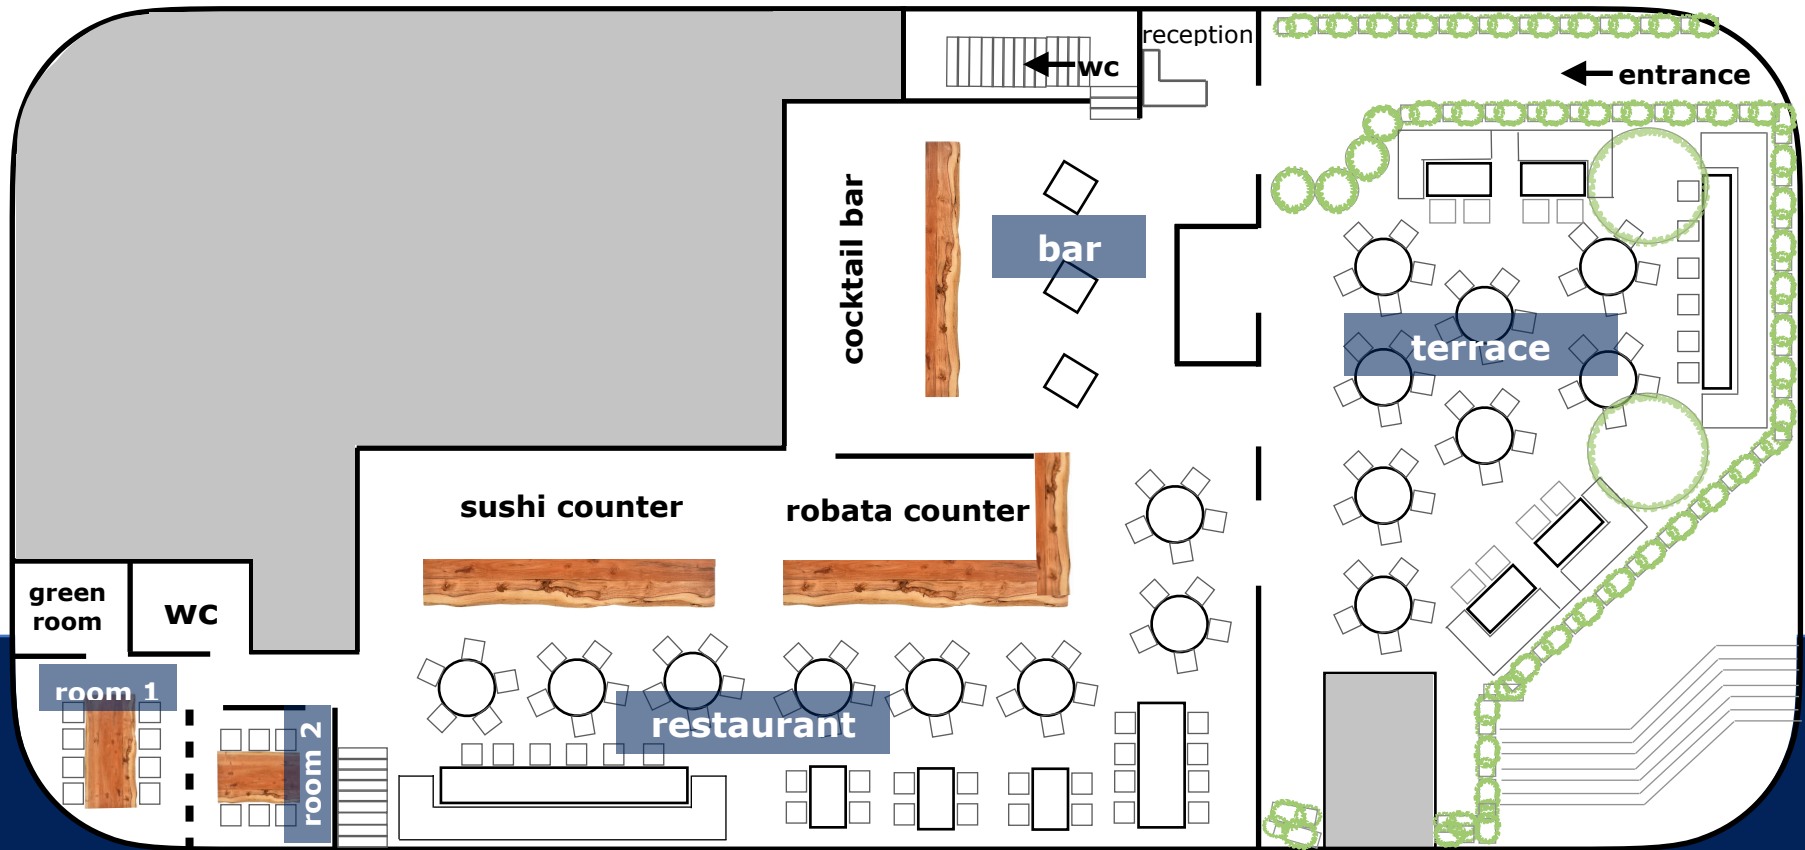 reception
wc
entrance
cocktail bar
bar
terrace
sushi counter
robata counter
green
room
wc
room 1
room 2
restaurant